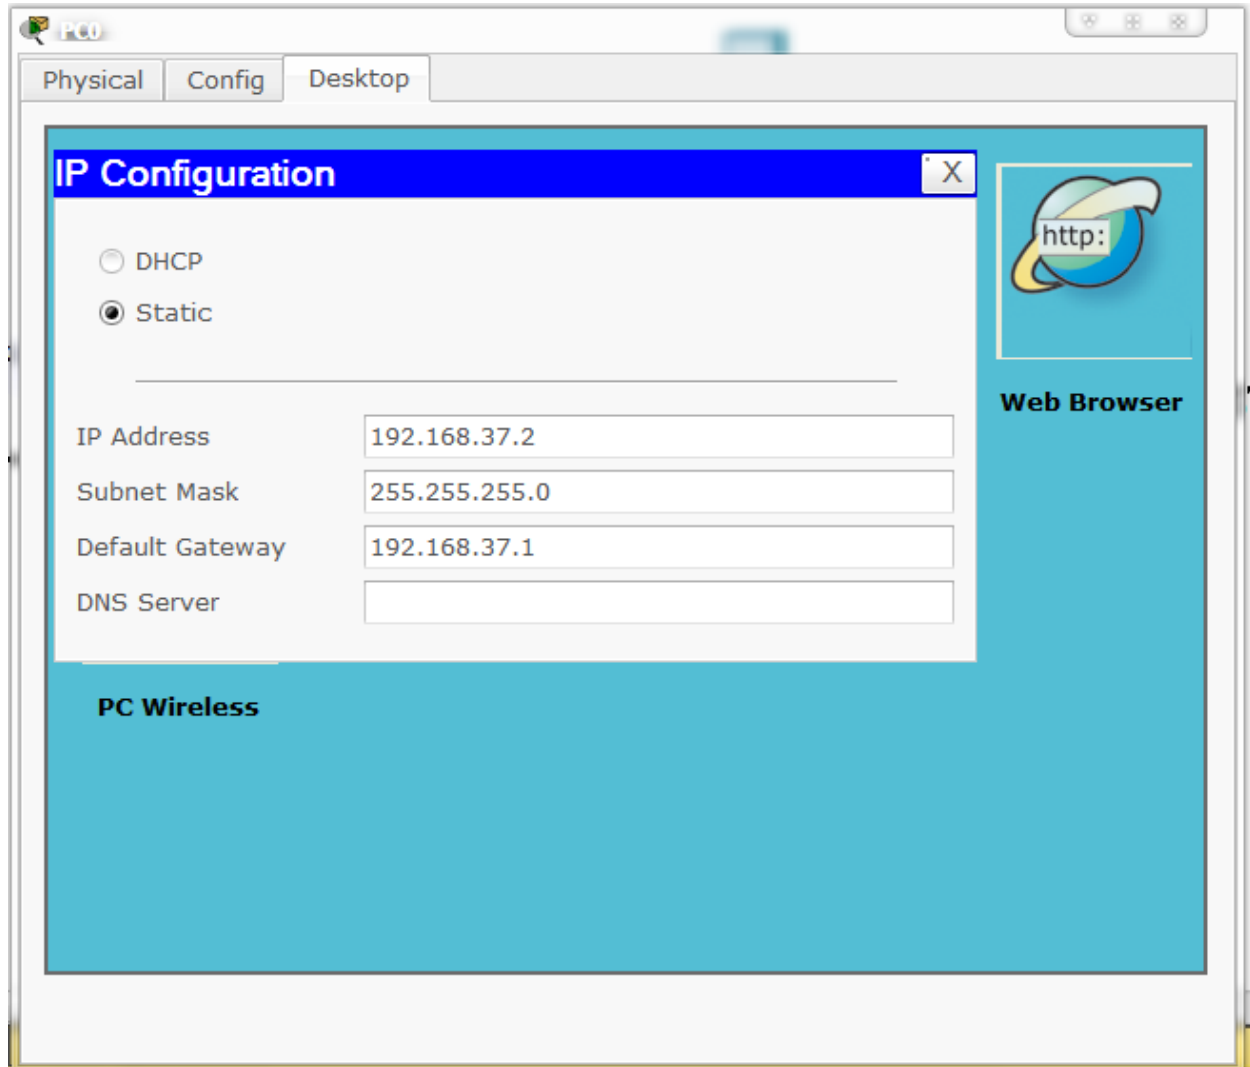 PC0
Physical Config Desktop
IP Configuration X
http:
DHCP
Static
Web Browser
IP Address 192.168.37.2
Subnet Mask 255.255.255.0
Default Gateway 192.168.37.1
DNS Server
PC Wireless